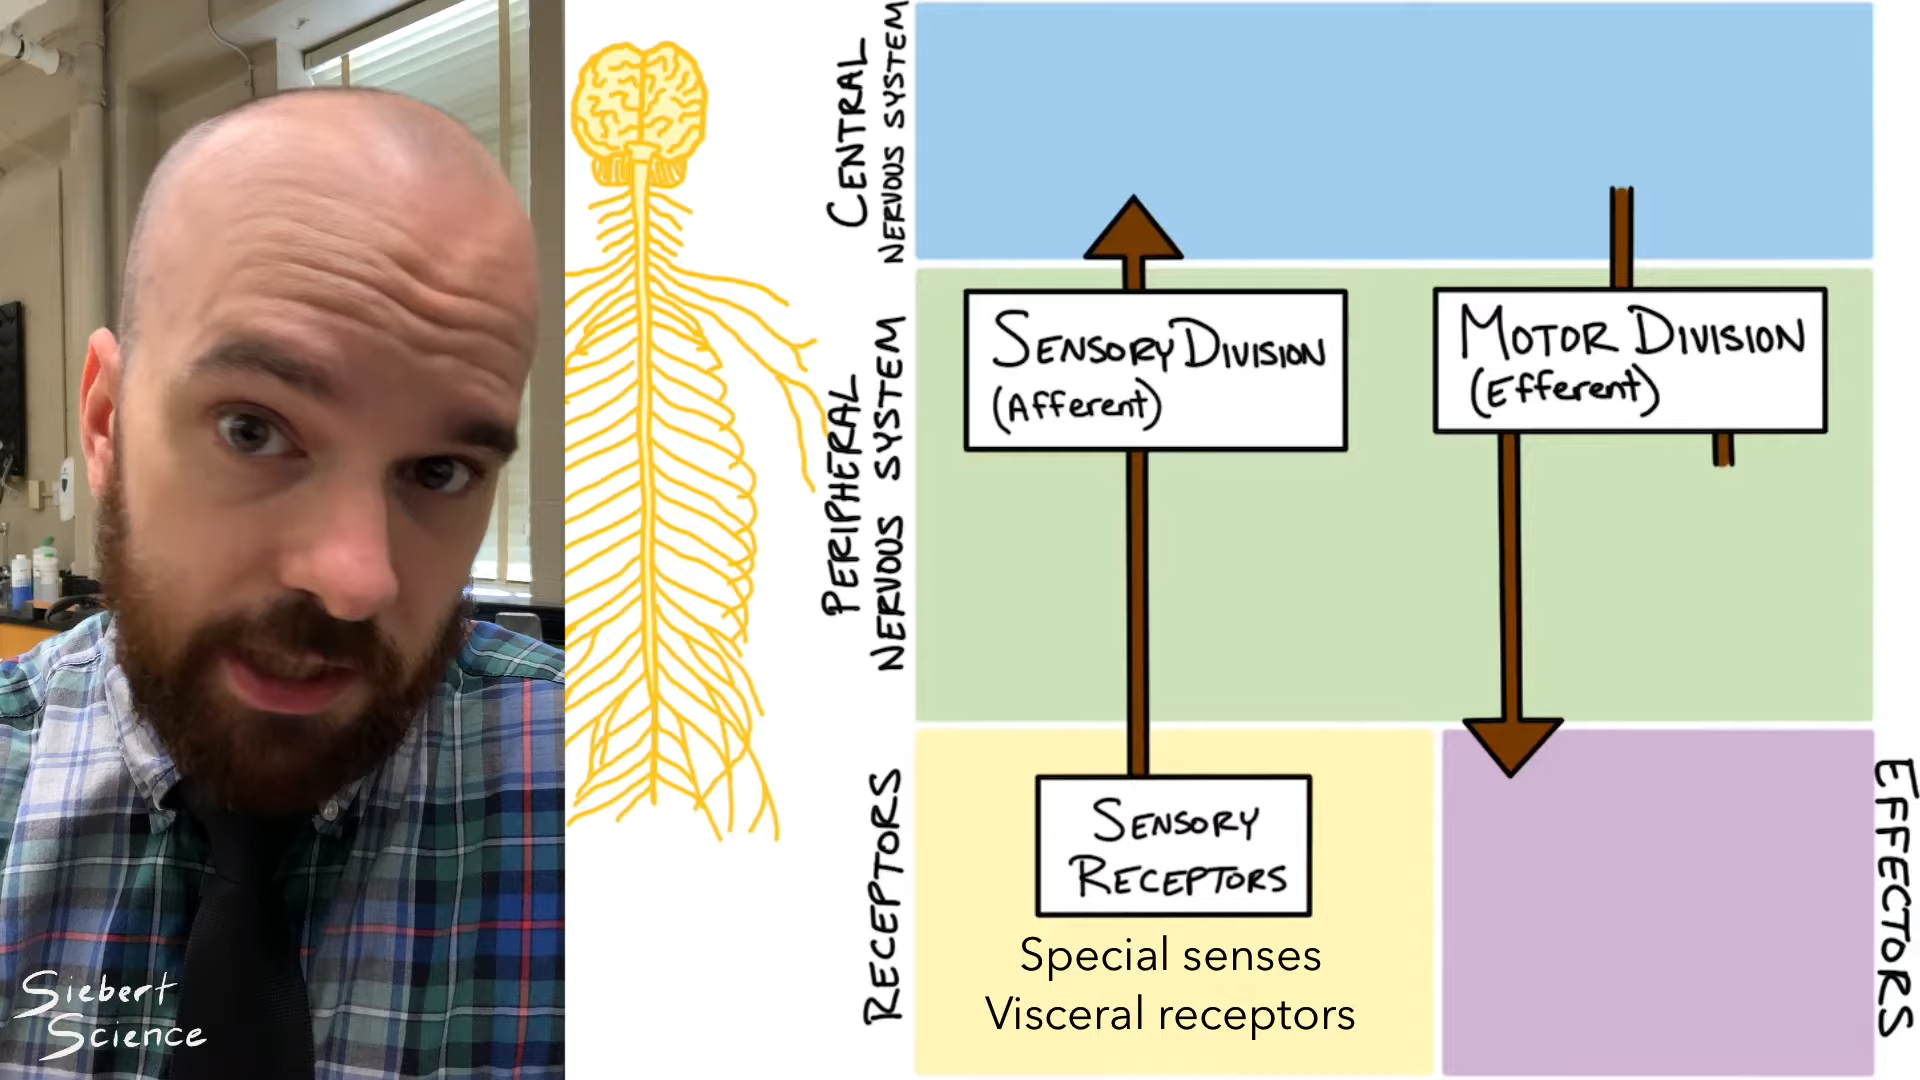 CENTRAL
NERVOUS SYSTEM
PERIPHERAL
NERVOUS SYSTEM
SENSORY DIVISION
(Afferent)
MOTOR DIVISION
(Efferent)
RECEPTORS
SENSORY
RECEPTORS
Special senses
Visceral receptors
EFFECTORS
Siebert
Science